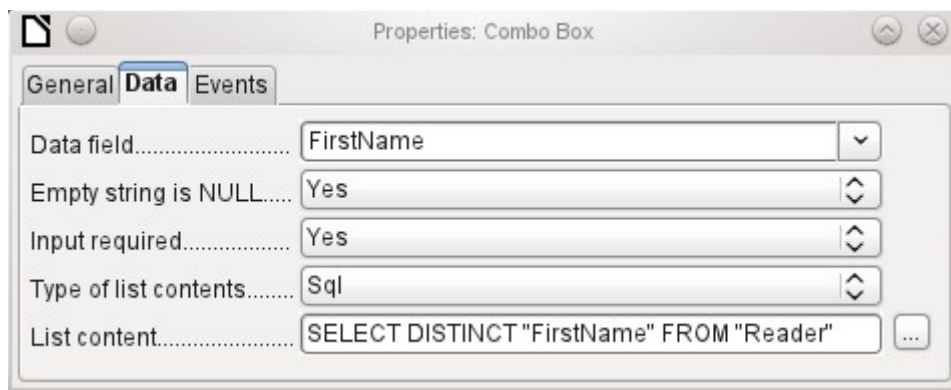 Properties: Combo Box
General Data Events
Data field......................... FirstName
Empty string is NULL..... Yes
Input required................. Yes
Type of list contents........ Sql
List content...................... SELECT DISTINCT "FirstName" FROM "Reader" ...